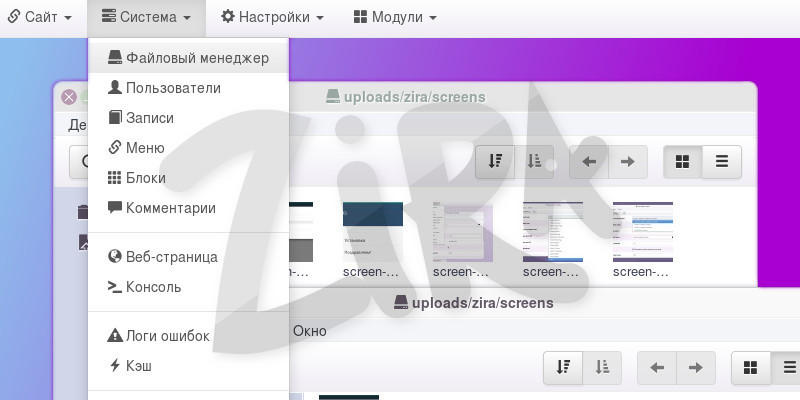 Сайт Система Настройки Модули
Файловый менеджер
Пользователи
Записи
Меню
Блоки
Комментарии
Веб-страница
Консоль
Логи ошибок
Кэш
uploads/zira/screens
Де
screen-...
screen-...
screen-...
screen-...
uploads/zira/screens
Окно
ZiRA